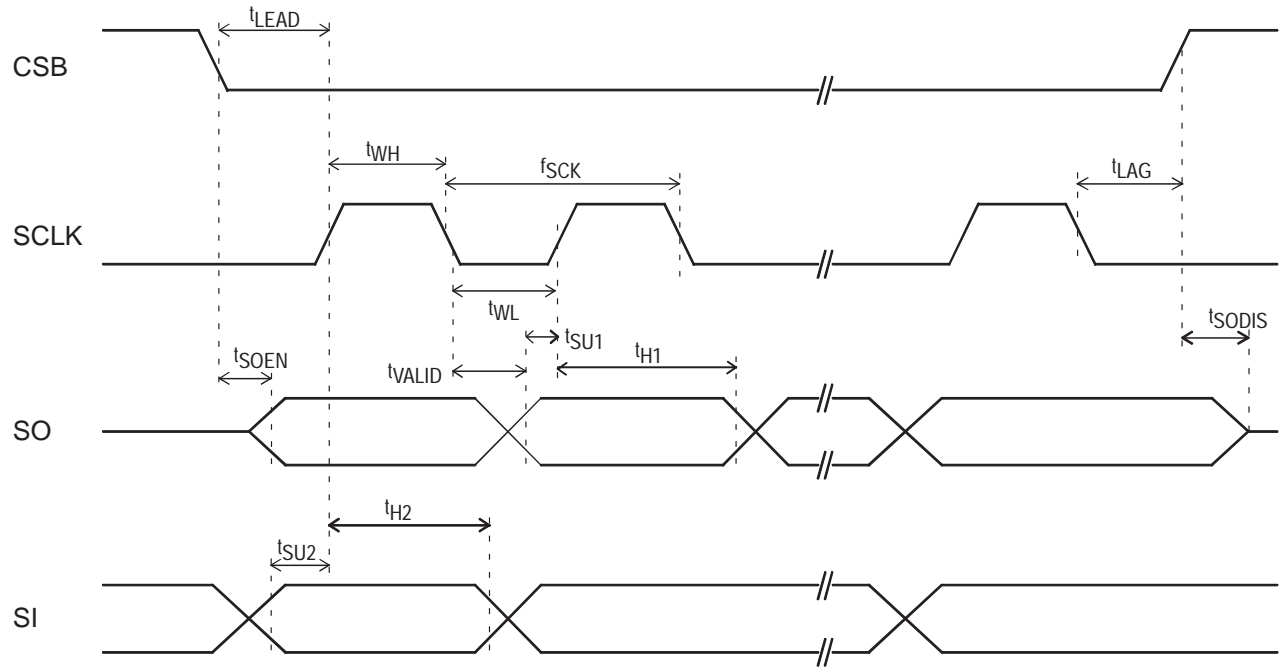 tLEAD
CSB
tWH
fSCK
tLAG
SCLK
tWL
tSU1
tSODIS
tSOEN
tVALID
tH1
SO
tH2
tSU2
SI